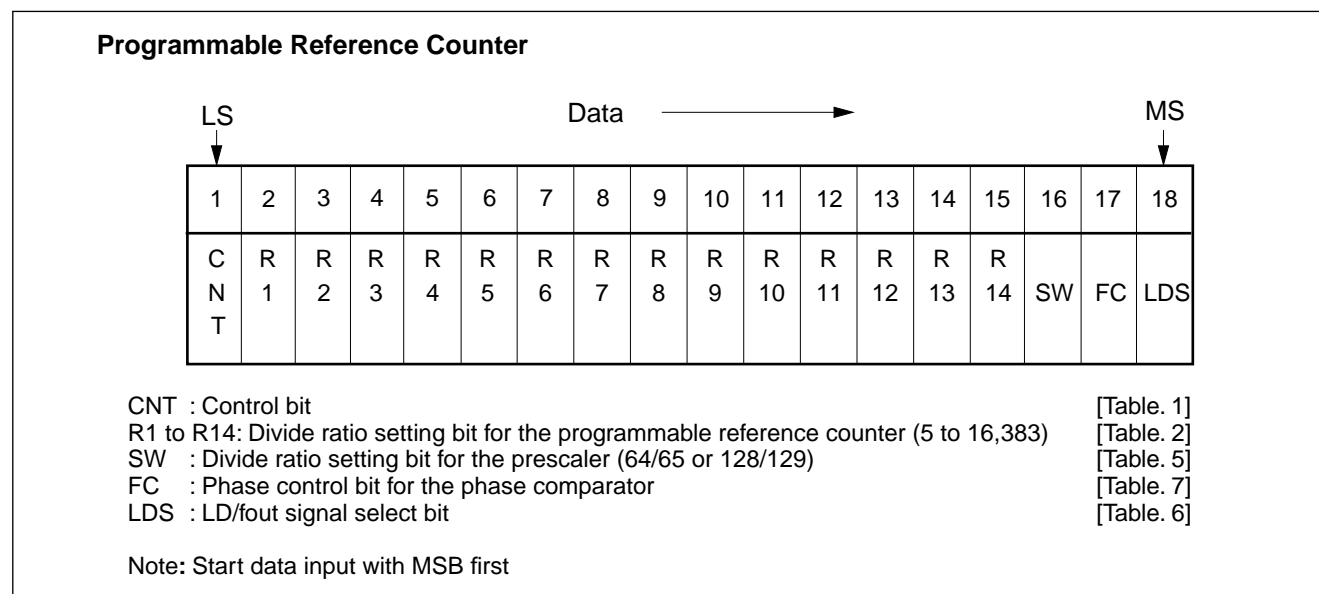 Programmable Reference Counter
LS Data MS
1 2 3 4 5 6 7 8 9 10 11 12 13 14 15 16 17 18
C R R R R R R R R R R R R R R
N 1 2 3 4 5 6 7 8 9 10 11 12 13 14 SW FC LDS
T
CNT : Control bit [Table. 1]
R1 to R14: Divide ratio setting bit for the programmable reference counter (5 to 16,383) [Table. 2]
SW : Divide ratio setting bit for the prescaler (64/65 or 128/129) [Table. 5]
FC : Phase control bit for the phase comparator [Table. 7]
LDS : LD/fout signal select bit [Table. 6]
Note: Start data input with MSB first